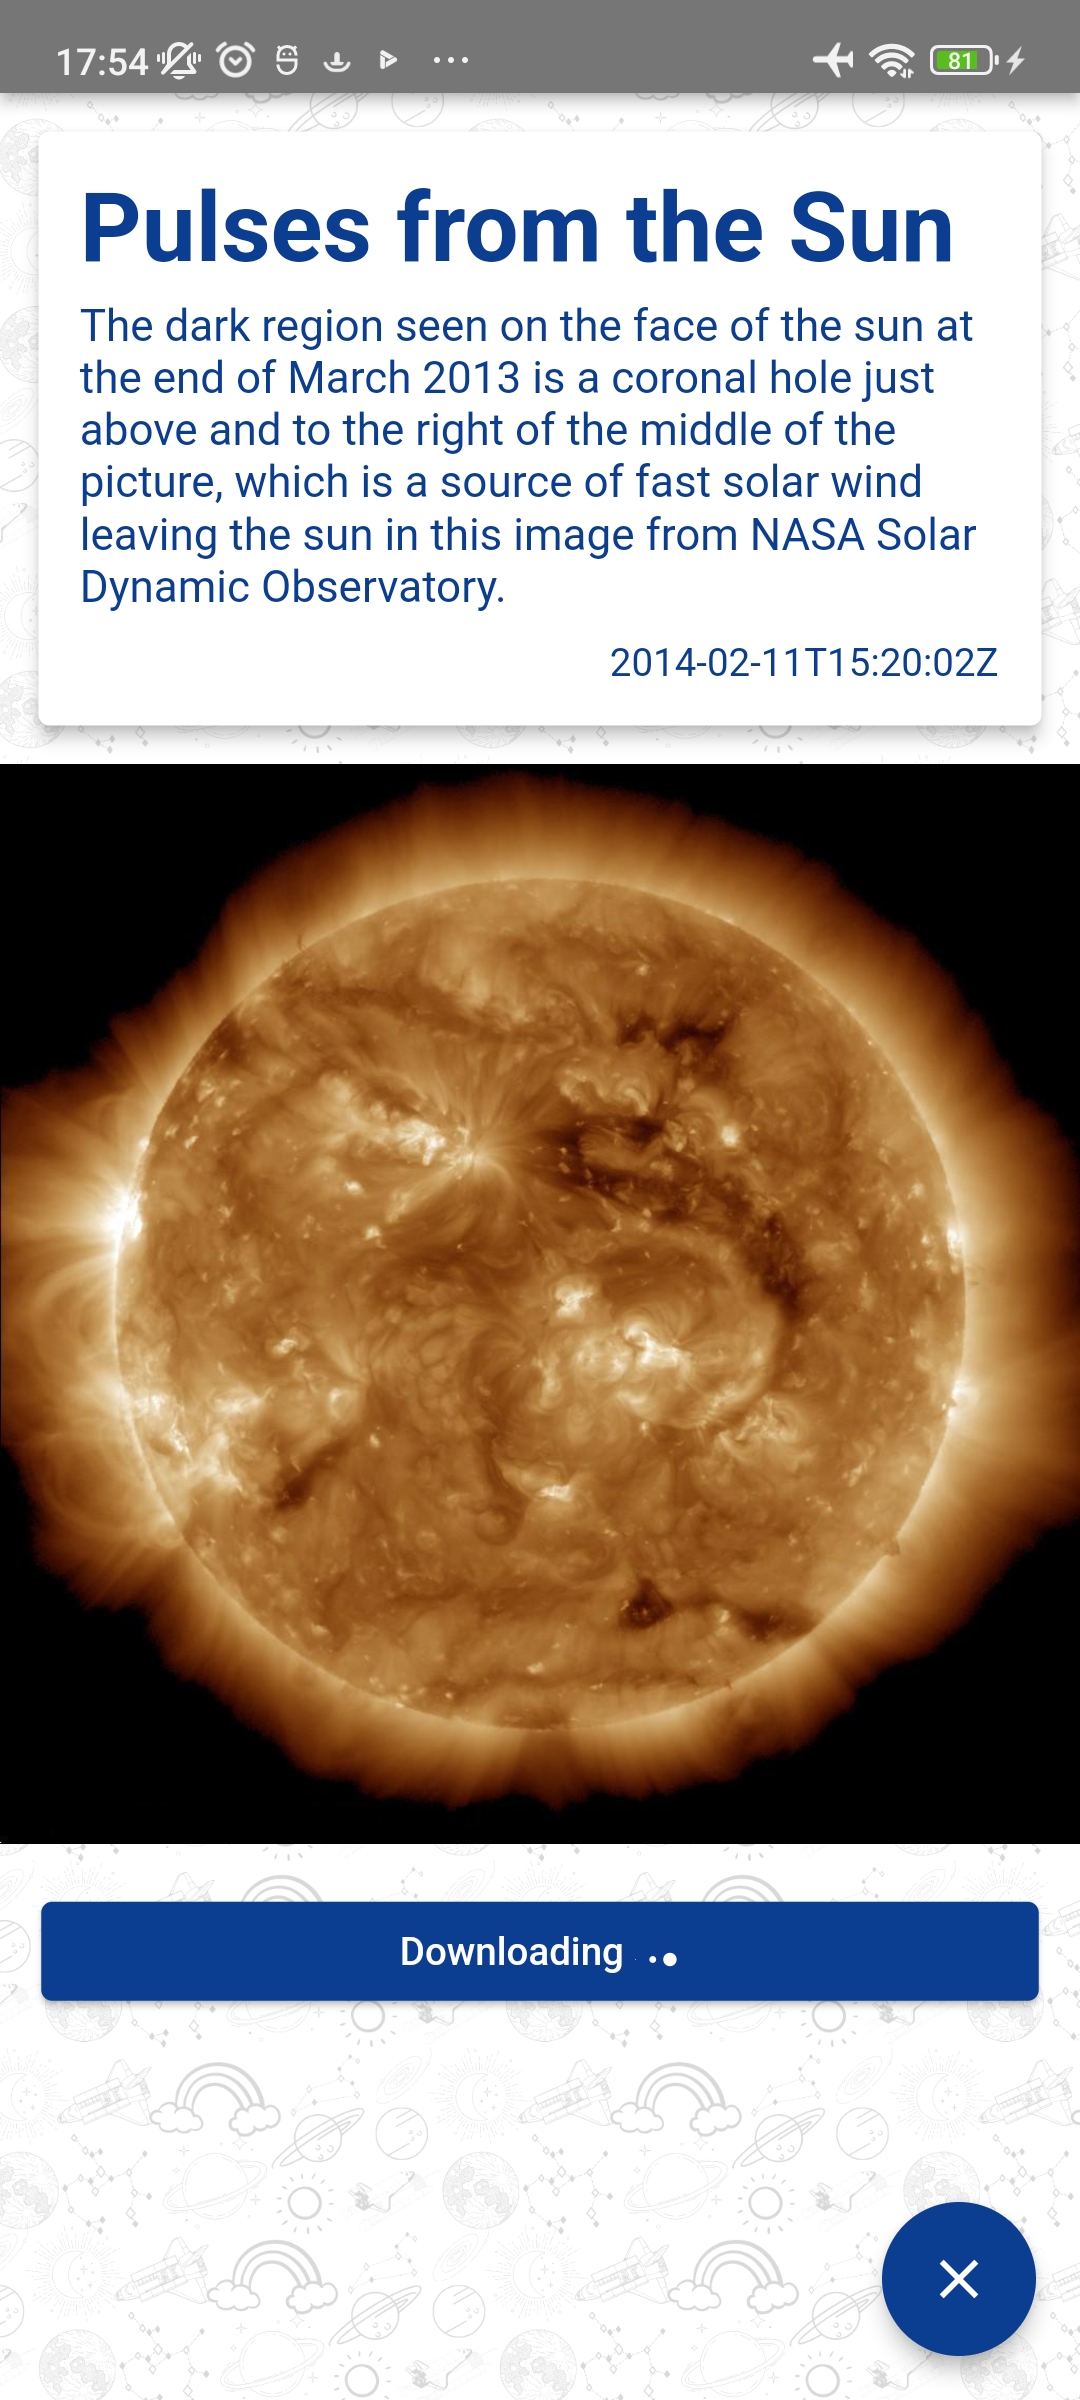 17:54
81
Pulses from the Sun
The dark region seen on the face of the sun at
the end of March 2013 is a coronal hole just
above and to the right of the middle of the
picture, which is a source of fast solar wind
leaving the sun in this image from NASA Solar
Dynamic Observatory.
2014-02-11T15:20:02Z
Downloading